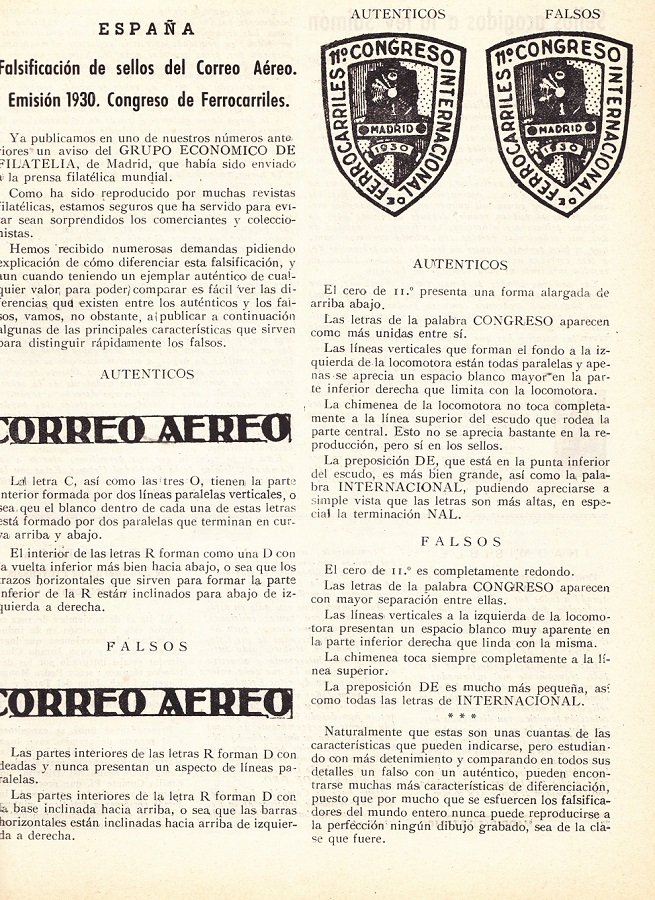 ESPAÑA
Falsificación de sellos del Correo Aéreo.
Emisión 1930. Congreso de Ferrocarriles.
Ya publicamos en uno de nuestros números ante-
riores un aviso del GRUPO ECONOMICO DE
FILATELIA, de Madrid, que había sido enviado
a la prensa filatélica mundial.
Como ha sido reproducido por muchas revistas
filatélicas, estamos seguros que ha servido para evi-
tar sean sorprendidos los comerciantes y coleccio-
nistas.
Hemos recibido numerosas demandas pidiendo
explicación de cómo diferenciar esta falsificación, y
aun cuando teniendo un ejemplar auténtico de cual-
quier valor para poder comparar es fácil ver las di-
ferencias que existen entre los auténticos y los fal-
sos, vamos, no obstante, a publicar a continuación
algunas de las principales características que sirven
para distinguir rápidamente los falsos.
AUTENTICOS
CORREO AEREO
La letra C, así como las tres O, tienen la parte
interior formada por dos líneas paralelas verticales, o
sea qeu el blanco dentro de cada una de estas letras
está formado por dos paralelas que terminan en cur-
va arriba y abajo.
El interior de las letras R forman como una D con
la vuelta inferior más bien hacia abajo, o sea que los
trazos horizontales que sirven para formar la parte
inferior de la R están inclinados para abajo de iz-
quierda a derecha.
FALSOS
CORREO AEREO
Las partes interiores de las letras R forman D con
deadas y nunca presentan un aspecto de líneas pa-
ralelas.
Las partes interiores de la letra R forman D con
la base inclinada hacia arriba, o sea que las barras
horizontales están inclinadas hacia arriba de izquier-
da a derecha.
AUTENTICOS FALSOS
11º CONGRESO INTERNACIONAL DE FERROCARRILES
MADRID
1930
11º CONGRESO INTERNACIONAL DE FERROCARRILES
MADRID
1930
AUTENTICOS
El cero de 11.º presenta una forma alargada de
arriba abajo.
Las letras de la palabra CONGRESO aparecen
como más unidas entre sí.
Las líneas verticales que forman el fondo a la iz-
quierda de la locomotora están todas paralelas y ape-
nas se aprecia un espacio blanco mayor en la par-
te inferior derecha que limita con la locomotora.
La chimenea de la locomotora no toca completa-
mente a la línea superior del escudo que rodea la
parte central. Esto no se aprecia bastante en la re-
producción, pero sí en los sellos.
La preposición DE, que está en la punta inferior
del escudo, es más bien grande, así como la pala-
bra INTERNACIONAL, pudiendo apreciarse a
simple vista que las letras son más altas, en espe-
cial la terminación NAL.
FALSOS
El cero de 11.º es completamente redondo.
Las letras de la palabra CONGRESO aparecen
con mayor separación entre ellas.
Las líneas verticales a la izquierda de la locomo-
tora presentan un espacio blanco muy aparente en
la parte inferior derecha que linda con la misma.
La chimenea toca siempre completamente a la lí-
nea superior.
La preposición DE es mucho más pequeña, así
como todas las letras de INTERNACIONAL.
* * *
Naturalmente que estas son unas cuantas de las
características que pueden indicarse, pero estudian-
do con más detenimiento y comparando en todos sus
detalles un falso con un auténtico, pueden encon-
trarse muchas más características de diferenciación,
puesto que por mucho que se esfuercen los falsifica-
dores del mundo entero nunca puede reproducirse a
la perfección ningún dibujo grabado, sea de la cla-
se que fuere.